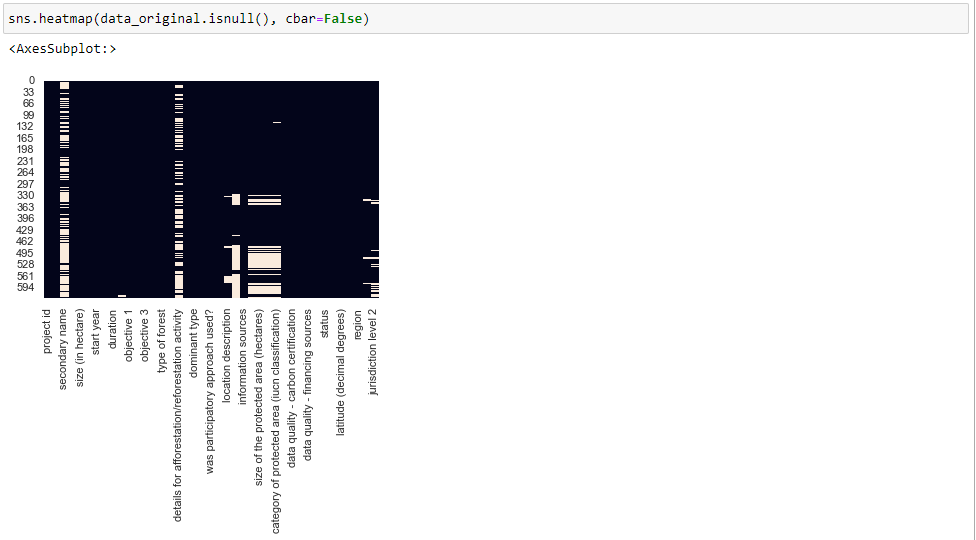 sns.heatmap(data_original.isnull(), cbar=False)
<AxesSubplot:>
0
33
66
99
132
165
198
231
264
297
330
363
396
429
462
495
528
561
594
project id
secondary name
size (in hectare)
start year
duration
objective 1
objective 3
type of forest
details for afforestation/reforestation activity
dominant type
was participatory approach used?
location description
information sources
size of the protected area (hectares)
category of protected area (iucn classification)
data quality - carbon certification
data quality - financing sources
status
latitude (decimal degrees)
region
jurisdiction level 2